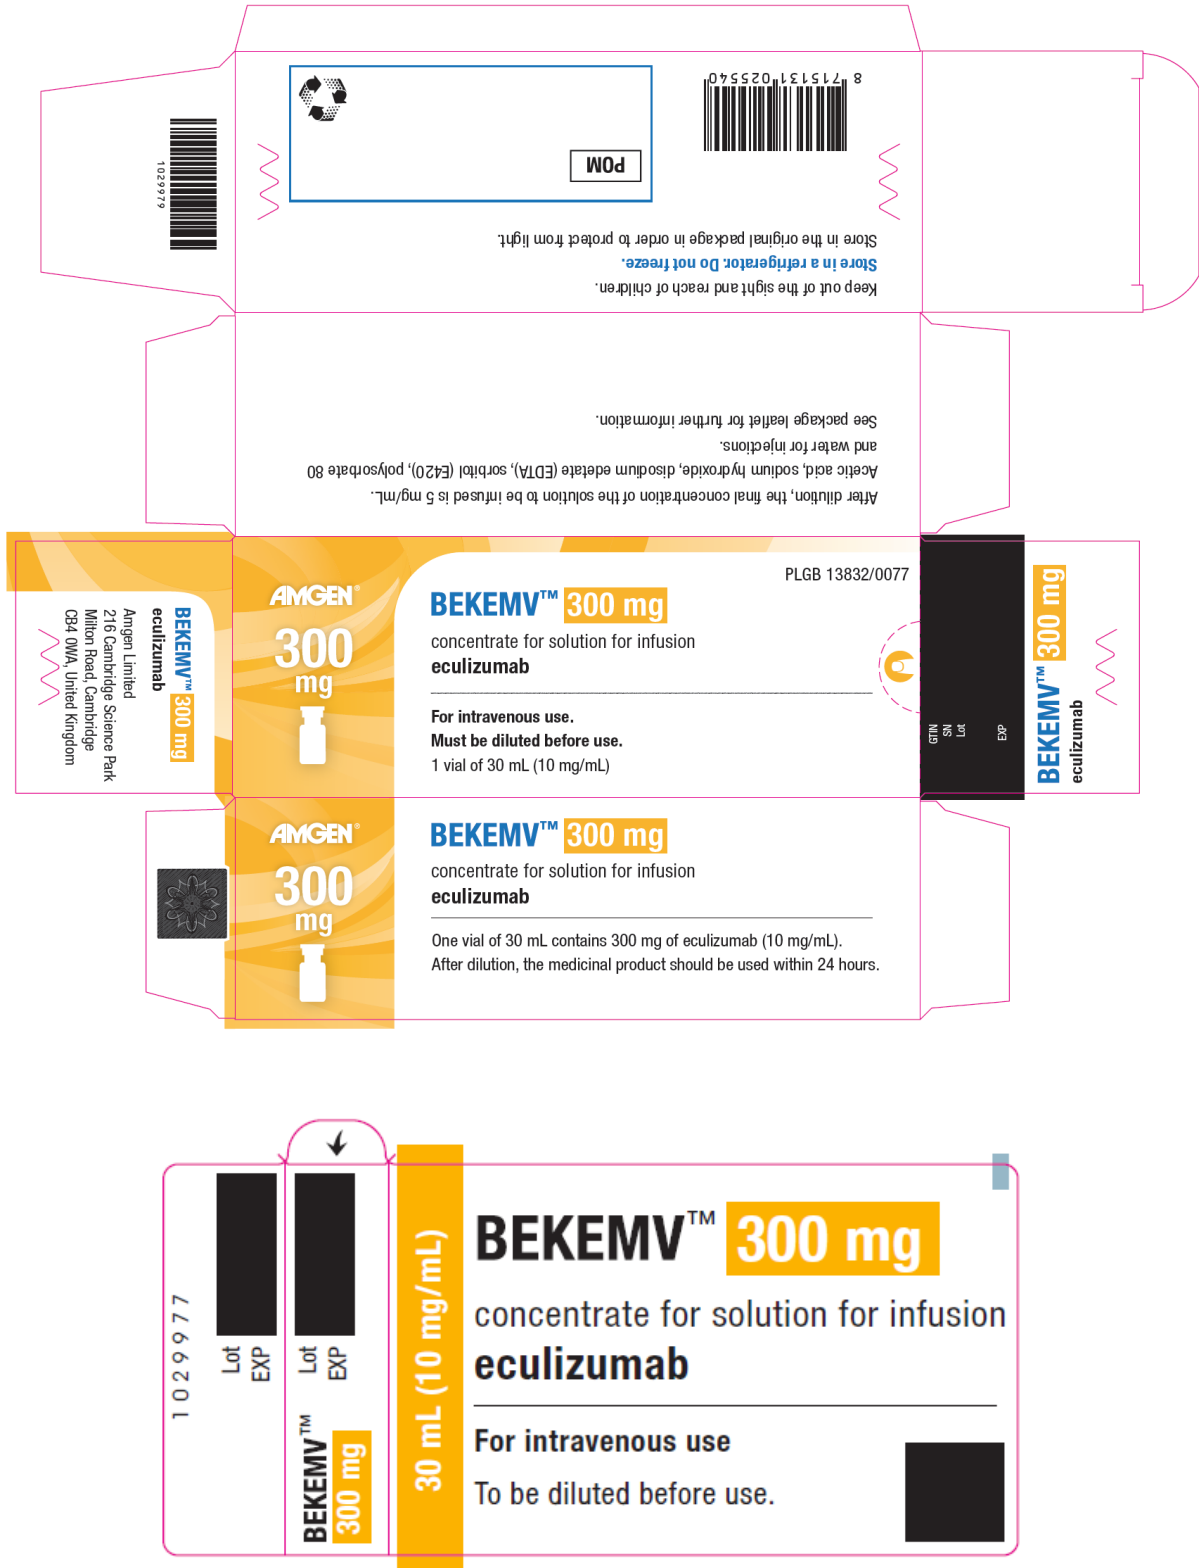 8 715131 025540
POM
1029979
Keep out of the sight and reach of children.
Store in a refrigerator. Do not freeze.
Store in the original package in order to protect from light.
After dilution, the final concentration of the solution to be infused is 5 mg/mL.
Acetic acid, sodium hydroxide, disodium edetate (EDTA), sorbitol (E420), polysorbate 80
and water for injections.
See package leaflet for further information.
BEKEMV™ 300 mg
eculizumab
Amgen Limited
216 Cambridge Science Park
Milton Road, Cambridge
CB4 0WA, United Kingdom
AMGEN®
300
mg
PLGB 13832/0077
BEKEMV™ 300 mg
concentrate for solution for infusion
eculizumab
For intravenous use.
Must be diluted before use.
1 vial of 30 mL (10 mg/mL)
GTIN
SN
Lot
EXP
BEKEMV™ 300 mg
eculizumab
AMGEN®
300
mg
BEKEMV™ 300 mg
concentrate for solution for infusion
eculizumab
One vial of 30 mL contains 300 mg of eculizumab (10 mg/mL).
After dilution, the medicinal product should be used within 24 hours.
1029977
Lot
EXP
Lot
EXP
BEKEMV™
300 mg
30 mL (10 mg/mL)
BEKEMV™ 300 mg
concentrate for solution for infusion
eculizumab
For intravenous use
To be diluted before use.